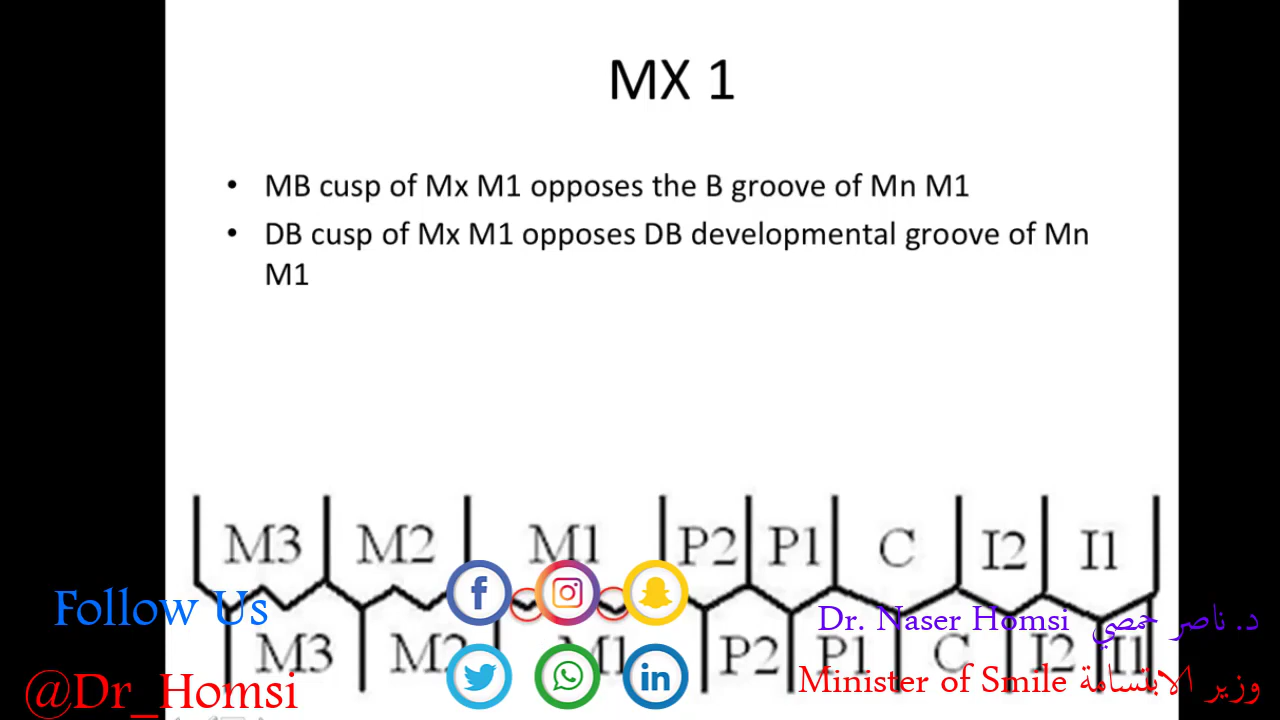 MX 1
• MB cusp of Mx M1 opposes the B groove of Mn M1
• DB cusp of Mx M1 opposes DB developmental groove of Mn
M1
M3 M2 M1 P2 P1 C I2 I1
Follow Us
Dr. Naser Homsi د. ناصر حمصي
M3 M2 M1 P2 P1 C I2 I1
@Dr_Homsi
Minister of Smile وزير الابتسامة